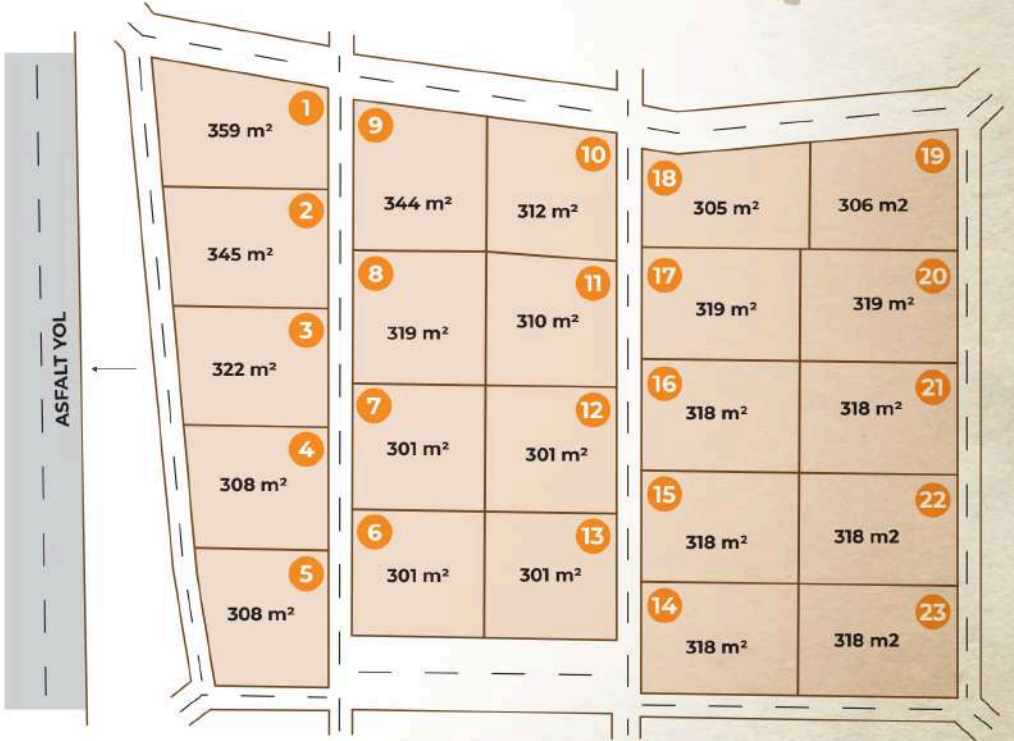 ASFALT YOL
1
359 m²
2
345 m²
3
322 m²
4
308 m²
5
308 m²
9
344 m²
10
312 m²
8
319 m²
11
310 m²
7
301 m²
12
301 m²
6
301 m²
13
301 m²
18
305 m²
19
306 m2
17
319 m²
20
319 m²
16
318 m²
21
318 m²
15
318 m²
22
318 m2
14
318 m²
23
318 m2